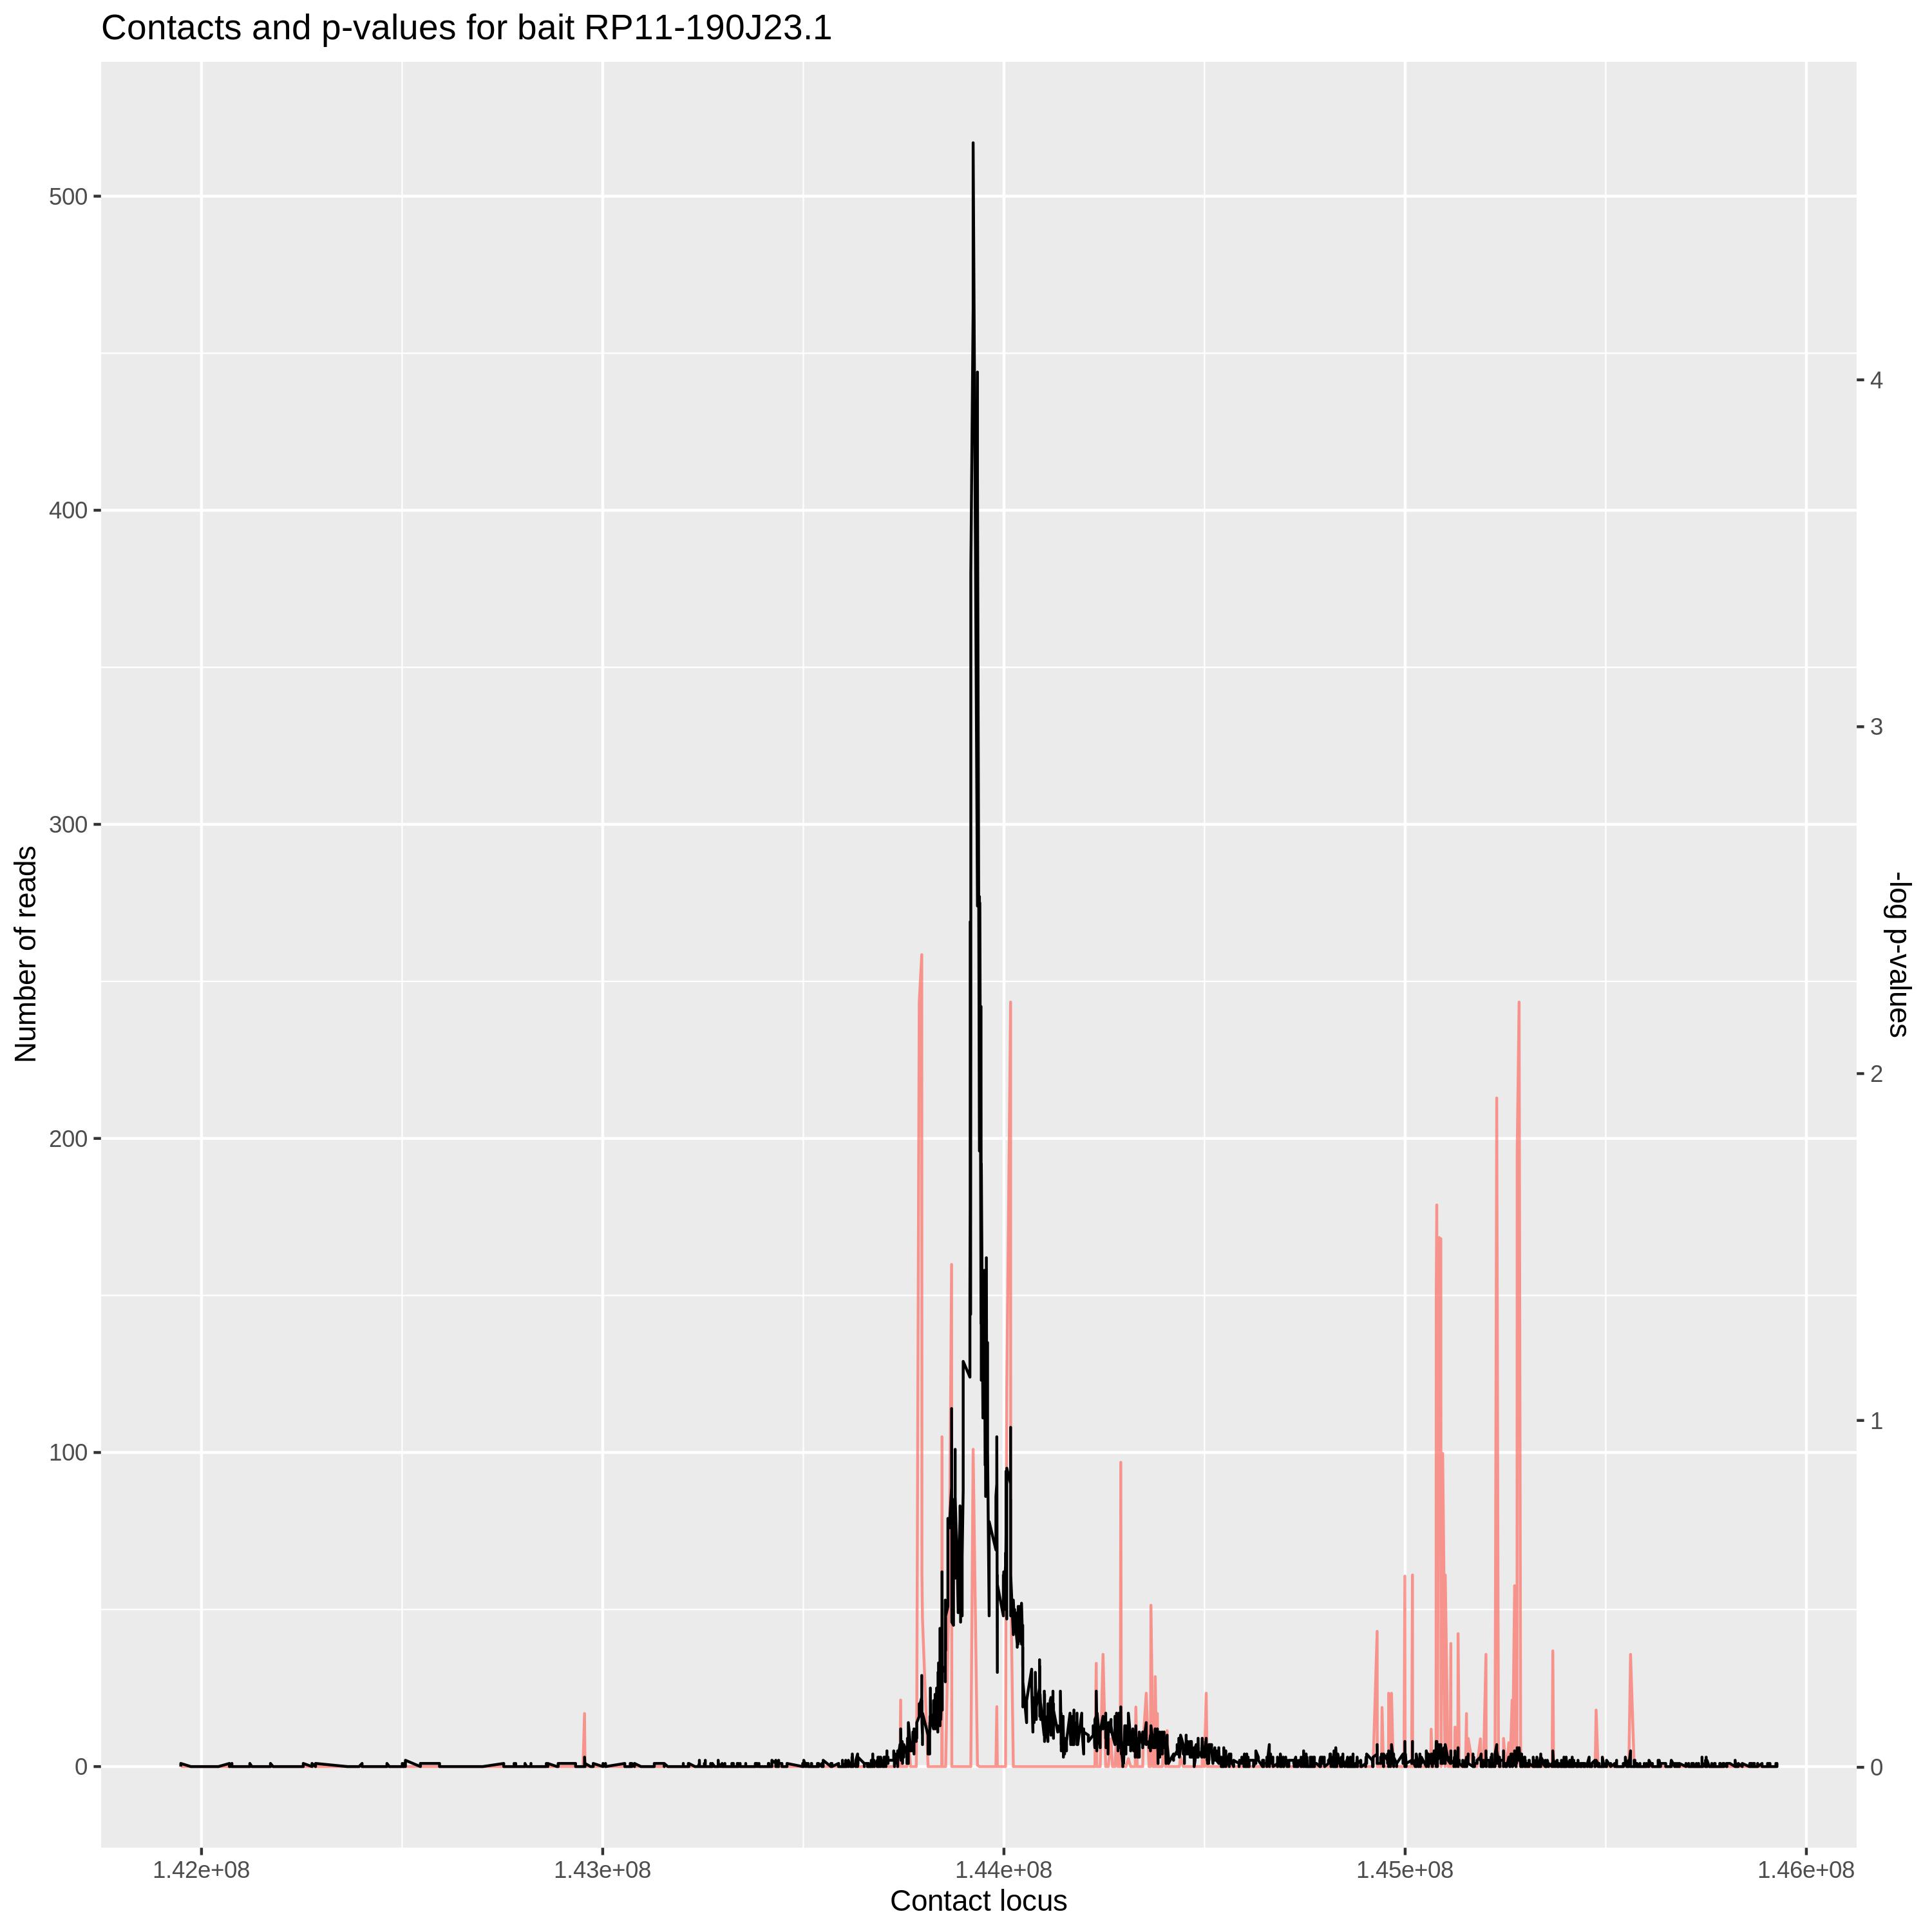 Contacts and p-values for bait RP11-190J23.1
Number of reads
500
400
300
200
100
0
4
3
2
1
0
-log p-values
1.42e+08
1.43e+08
1.44e+08
1.45e+08
1.46e+08
Contact locus